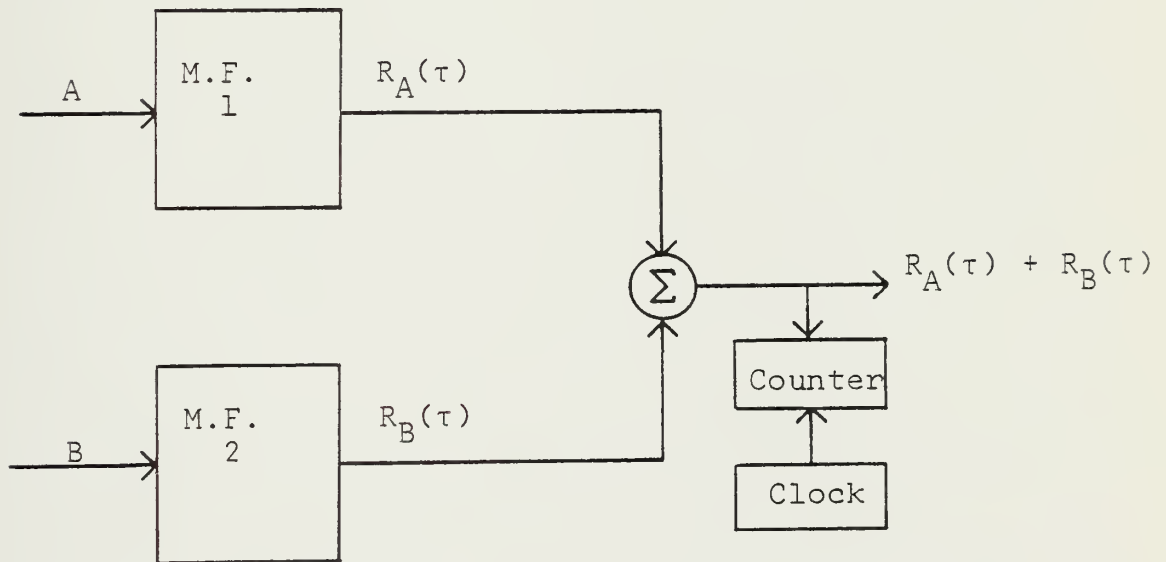 A
M.F.
1
R_A(τ)
Σ
R_A(τ) + R_B(τ)
Counter
Clock
B
M.F.
2
R_B(τ)